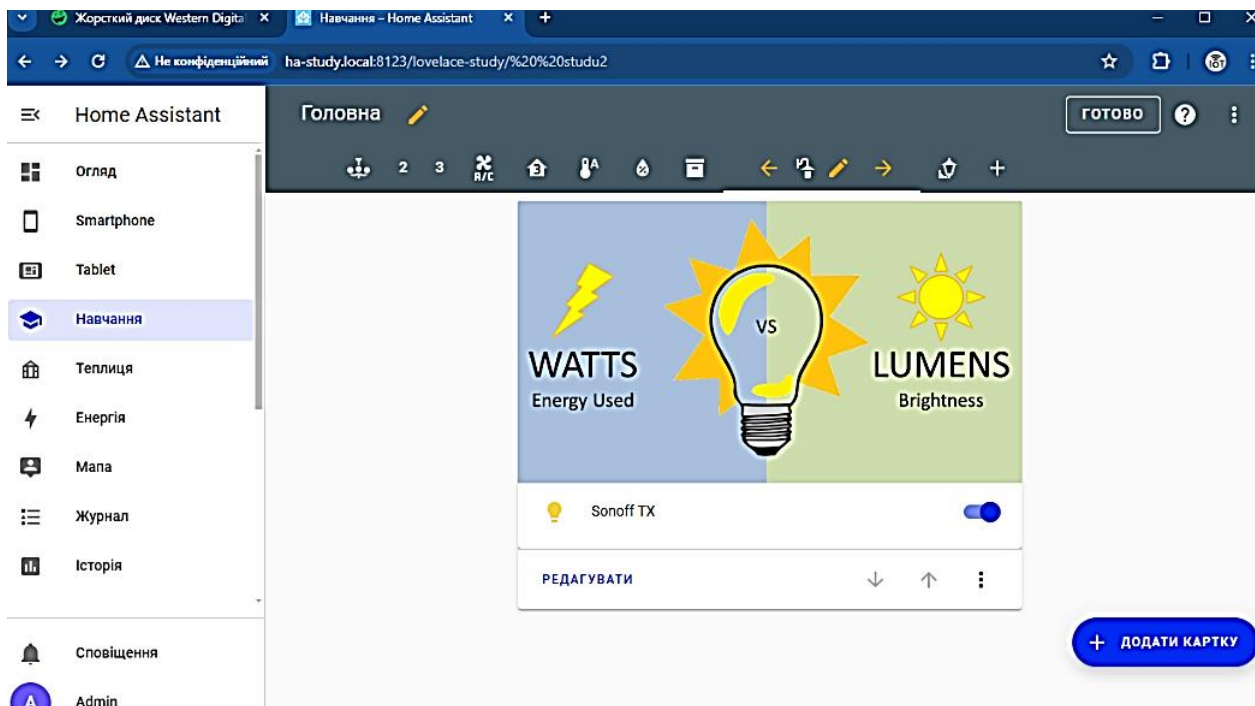 Жорсткий диск Western Digita
Навчання – Home Assistant
Не конфіденційний
ha-study.local:8123/lovelace-study/%20%20studu2
IOT
Home Assistant
Головна
ГОТОВО
Огляд
2
3
A/C
3
A
Smartphone
Tablet
Навчання
Теплиця
Енергія
Мапа
Журнал
Історія
Сповіщення
A
Admin
VS
WATTS
Energy Used
LUMENS
Brightness
Sonoff TX
РЕДАГУВАТИ
ДОДАТИ КАРТКУ